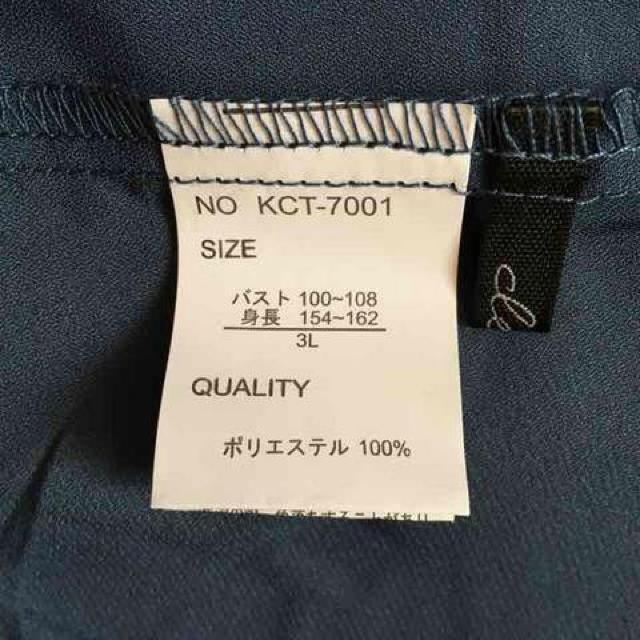 NO KCT-7001
SIZE
バスト 100~108
身長 154~162
3L
QUALITY
ポリエステル 100%